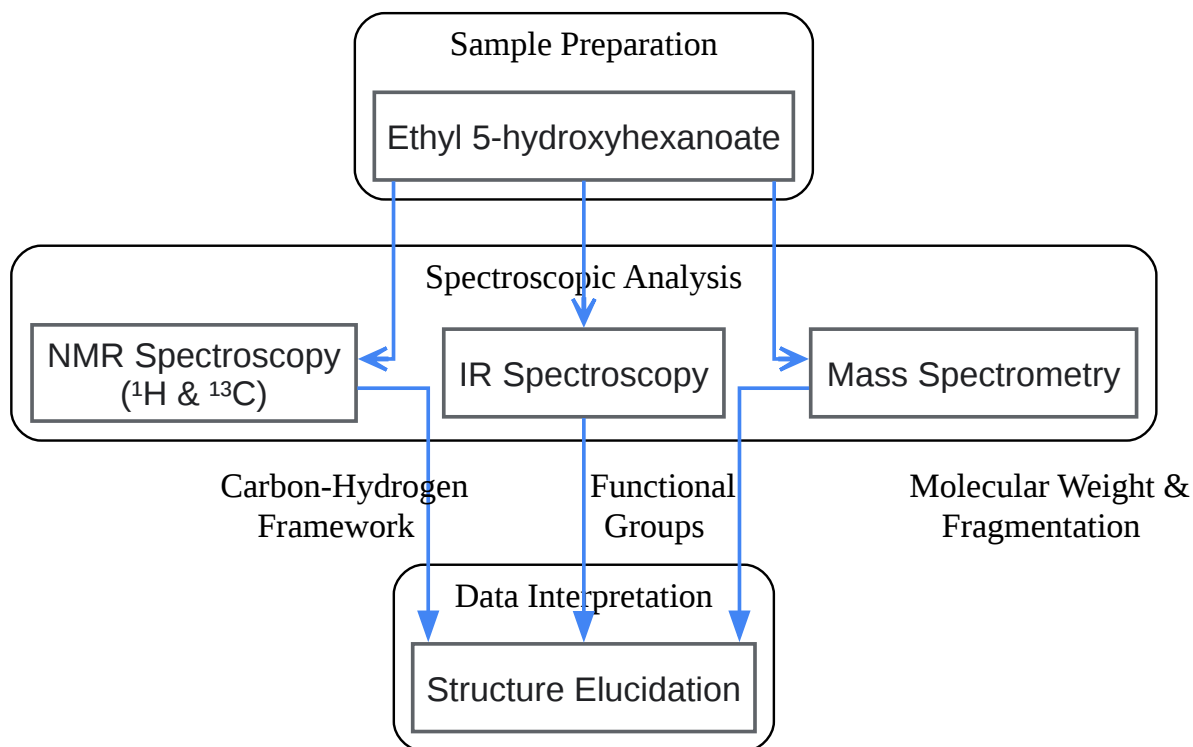 Sample Preparation
Ethyl 5-hydroxyhexanoate
Spectroscopic Analysis
NMR Spectroscopy
(¹H & ¹³C)
IR Spectroscopy
Mass Spectrometry
Carbon-Hydrogen
Framework
Functional
Groups
Molecular Weight &
Fragmentation
Data Interpretation
Structure Elucidation